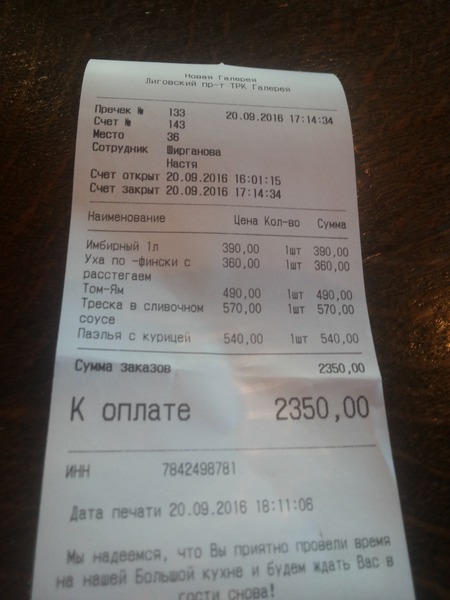 Новая Галерея
Лиговский пр-т ТРК Галерея
Пречек № 133 20.09.2016 17:14:34
Счет № 143
Место 36
Сотрудник Ширганова
Настя
Счет открыт 20.09.2016 16:01:15
Счет закрыт 20.09.2016 17:14:34
Наименование Цена Кол-во Сумма
Имбирный 1л 390,00 1шт 390,00
Уха по -фински с 360,00 1шт 360,00
расстегаем
Том-Ям 490,00 1шт 490,00
Треска в сливочном 570,00 1шт 570,00
соусе
Паэлья с курицей 540,00 1шт 540,00
Сумма заказов 2350,00
К оплате 2350,00
ИНН 7842498781
Дата печати 20.09.2016 18:11:06
Мы надеемся, что Вы приятно провели время
на нашей Большой кухне и будем ждать Вас в
гости снова!